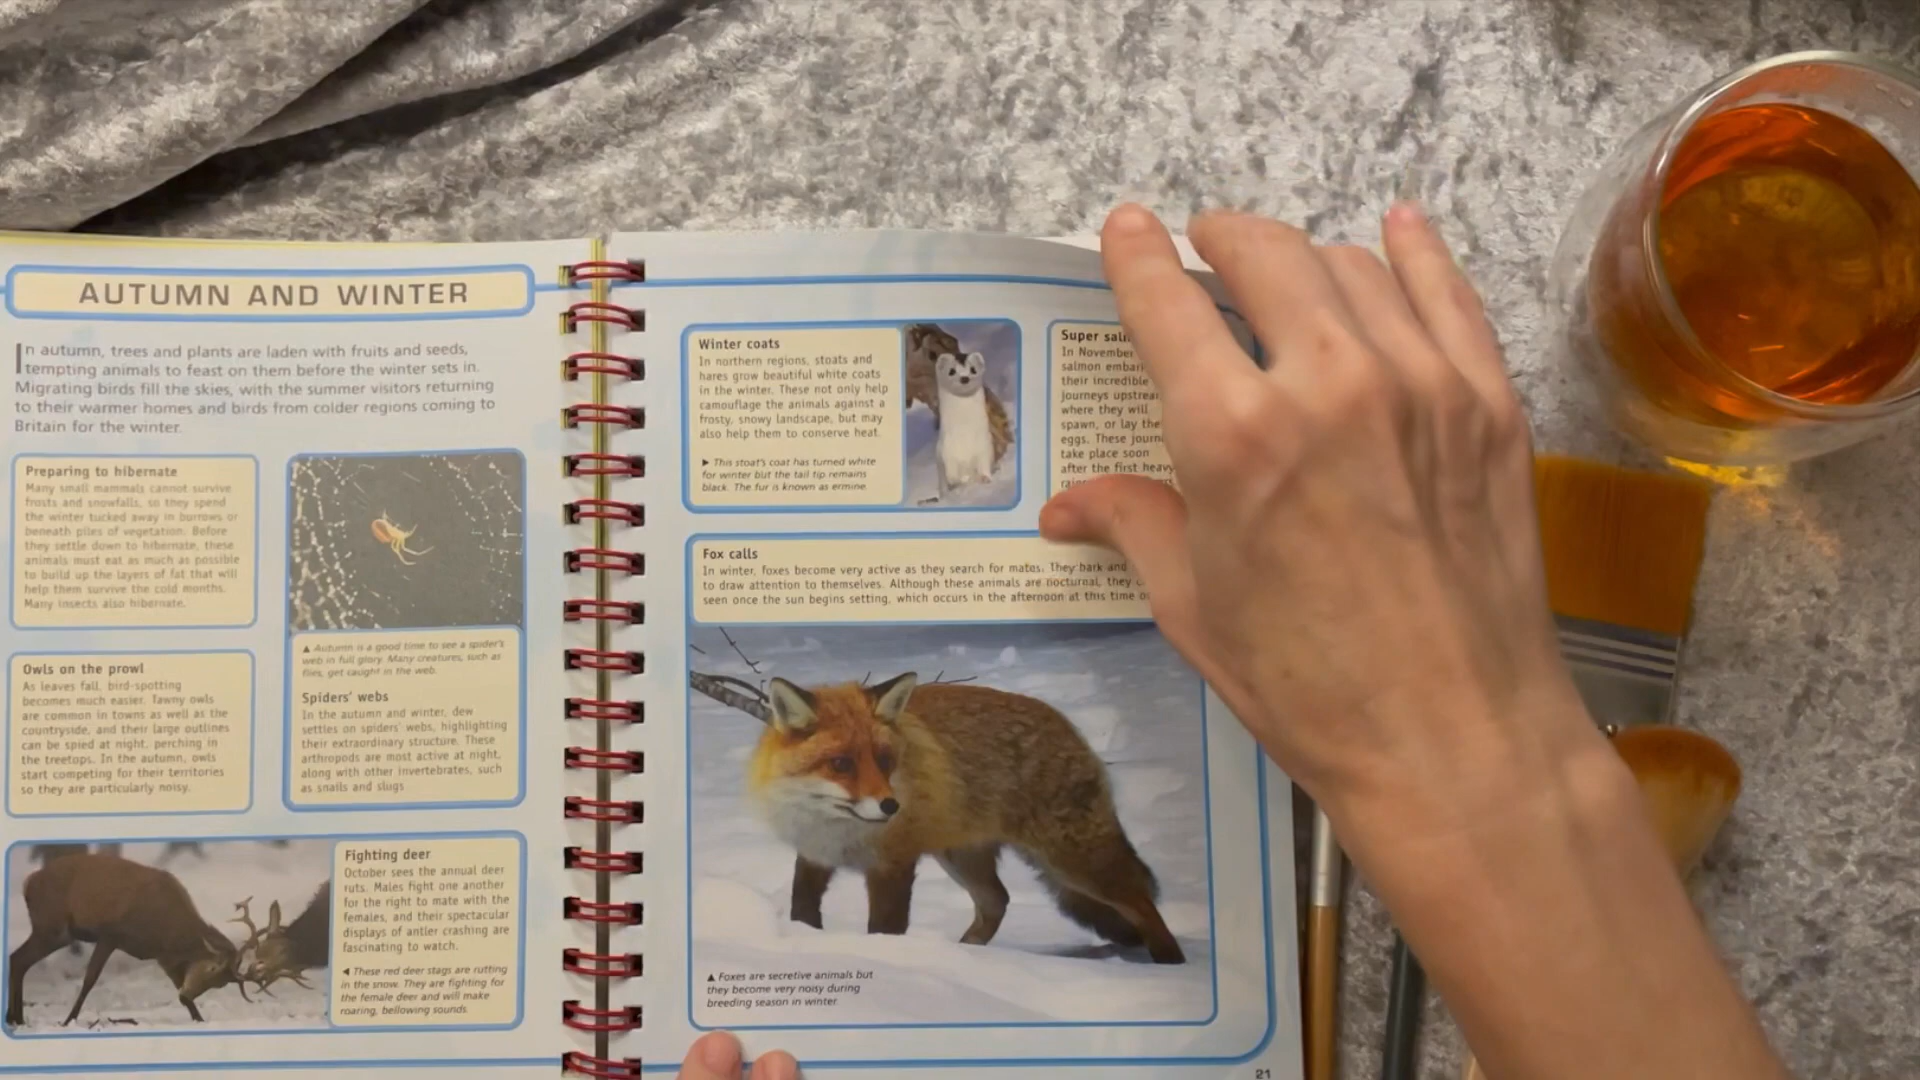 AUTUMN AND WINTER
In autumn, trees and plants are laden with fruits and seeds,
tempting animals to feast on them before the winter sets in.
Migrating birds fill the skies, with the summer visitors returning
to their warmer homes and birds from colder regions coming to
Britain for the winter.
Preparing to hibernate
Many small mammals cannot survive
frosts and snowfalls, so they spend
the winter tucked away in burrows or
beneath piles of vegetation. Before
they settle down to hibernate, these
animals must eat as much as possible
to build up the layers of fat that will
help them survive the cold months.
Many insects also hibernate.
Owls on the prowl
As leaves fall, bird-spotting
becomes much easier. Tawny owls
are common in towns as well as the
countryside, and their large outlines
can be spied at night, perching in
the treetops. In the autumn, owls
start competing for their territories
so they are particularly noisy.
▲ Autumn is a good time to see a spider's
web in full glory. Many creatures, such as
flies, get caught in the web.
Spiders' webs
In the autumn and winter, dew
settles on spiders' webs, highlighting
their extraordinary structure. These
arthropods are most active at night,
along with other invertebrates, such
as snails and slugs
Fighting deer
October sees the annual deer
ruts. Males fight one another
for the right to mate with the
females, and their spectacular
displays of antler crashing are
fascinating to watch.
◄ These red deer stags are rutting
in the snow. They are fighting for
the female deer and will make
roaring, bellowing sounds.
Winter coats
In northern regions, stoats and
hares grow beautiful white coats
in the winter. These not only help
camouflage the animals against a
frosty, snowy landscape, but may
also help them to conserve heat.
► This stoat's coat has turned white
for winter but the tail tip remains
black. The fur is known as ermine.
Super
In November
salmon
their incredible
journeys
where they will
spawn, or lay
eggs. These
take place soon
after the first heavy
Fox calls
In winter, foxes become very active as they search for mates. They bark and
to draw attention to themselves. Although these animals are nocturnal, they
seen once the sun begins setting, which occurs in the afternoon at this time
▲ Foxes are secretive animals but
they become very noisy during
breeding season in winter.
21